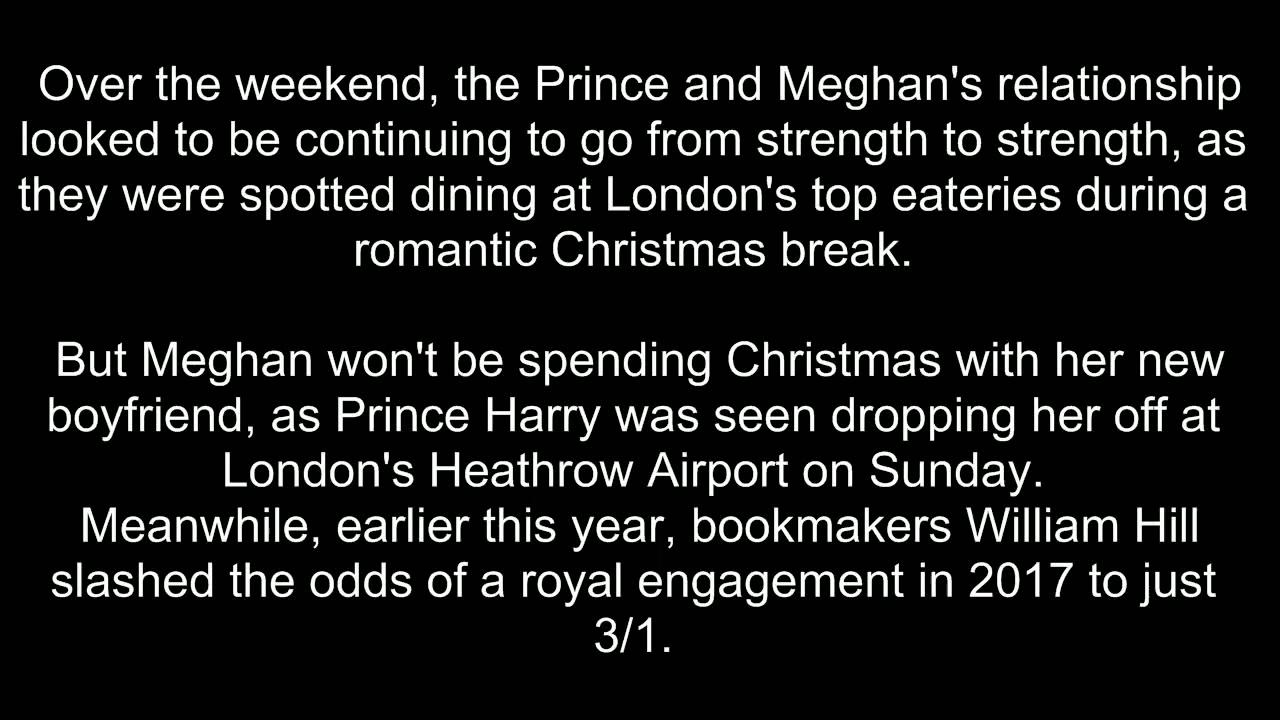 Over the weekend, the Prince and Meghan's relationship
looked to be continuing to go from strength to strength, as
they were spotted dining at London's top eateries during a
romantic Christmas break.
But Meghan won't be spending Christmas with her new
boyfriend, as Prince Harry was seen dropping her off at
London's Heathrow Airport on Sunday.
Meanwhile, earlier this year, bookmakers William Hill
slashed the odds of a royal engagement in 2017 to just
3/1.